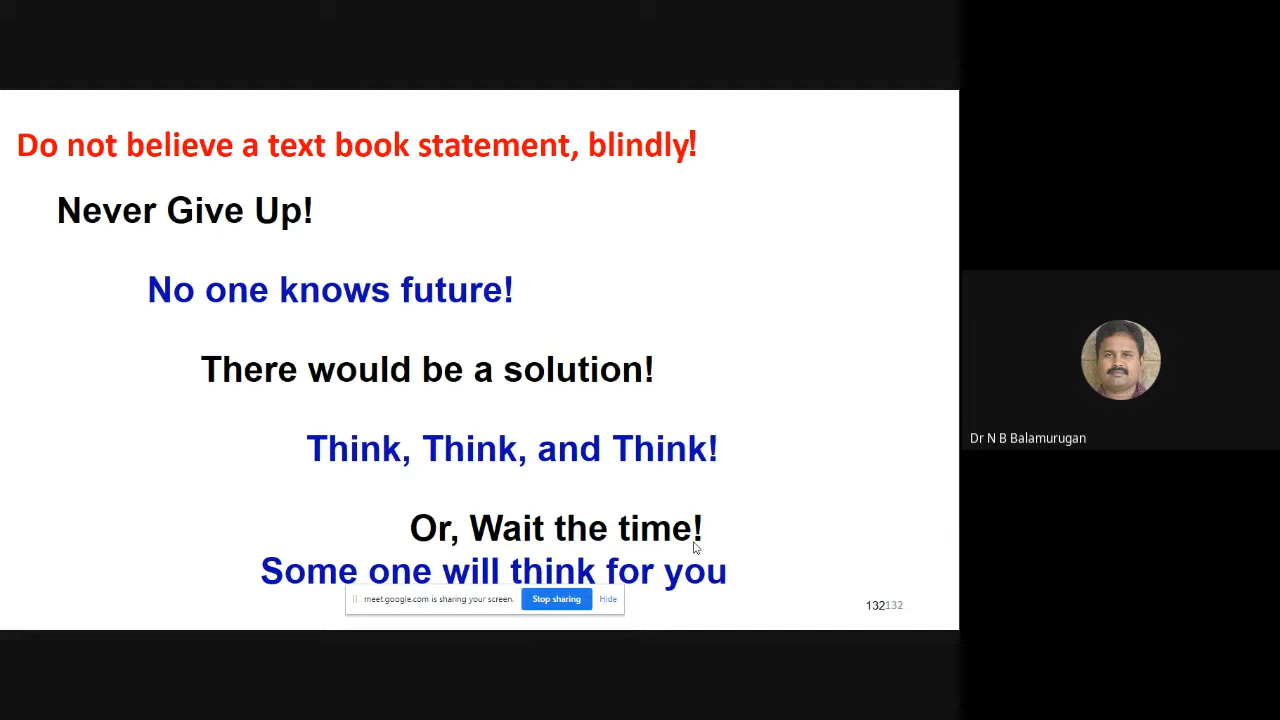 Do not believe a text book statement, blindly!
Never Give Up!
No one knows future!
There would be a solution!
Think, Think, and Think!
Or, Wait the time!
Some one will think for you
meet.google.com is sharing your screen.
Stop sharing
Hide
132132
Dr N B Balamurugan